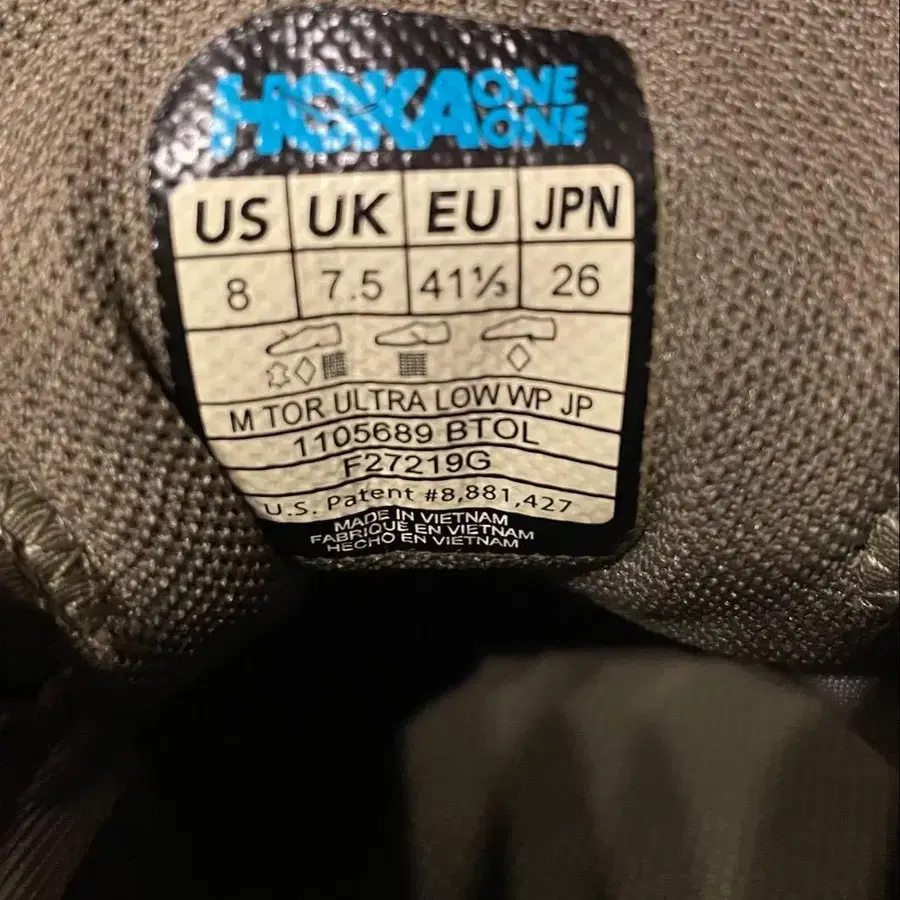 HOKA ONE ONE
US UK EU JPN
8 7.5 41⅓ 26
M TOR ULTRA LOW WP JP
1105689 BTOL
F27219G
U.S. Patent #8,881,427
MADE IN VIETNAM
FABRIQUÉ EN VIETNAM
HECHO EN VIETNAM